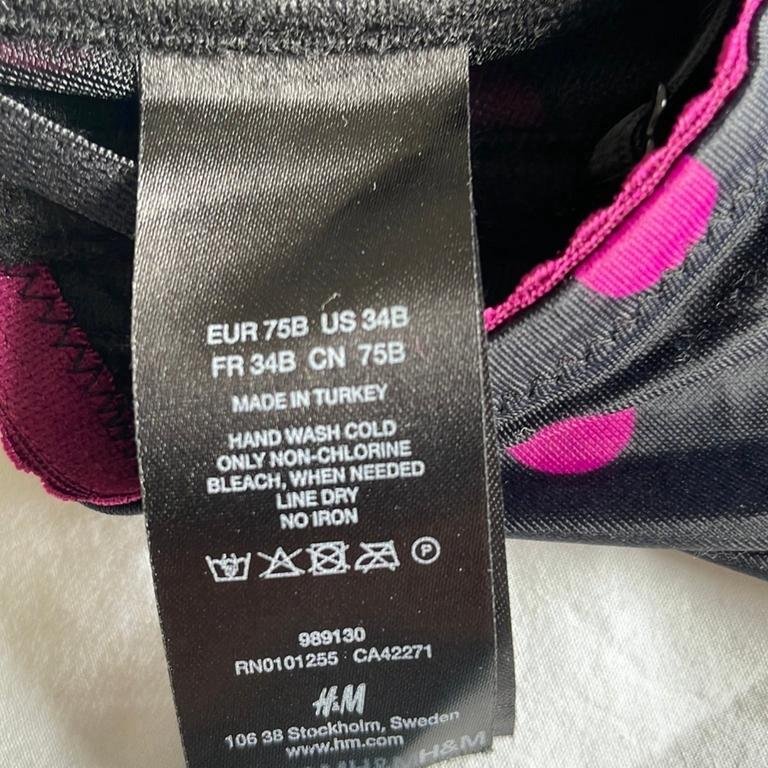 EUR 75B US 34B
FR 34B CN 75B
MADE IN TURKEY
HAND WASH COLD
ONLY NON-CHLORINE
BLEACH, WHEN NEEDED
LINE DRY
NO IRON
P
989130
RN0101255 CA42271
H&M
106 38 Stockholm, Sweden
www.hm.com
H&M